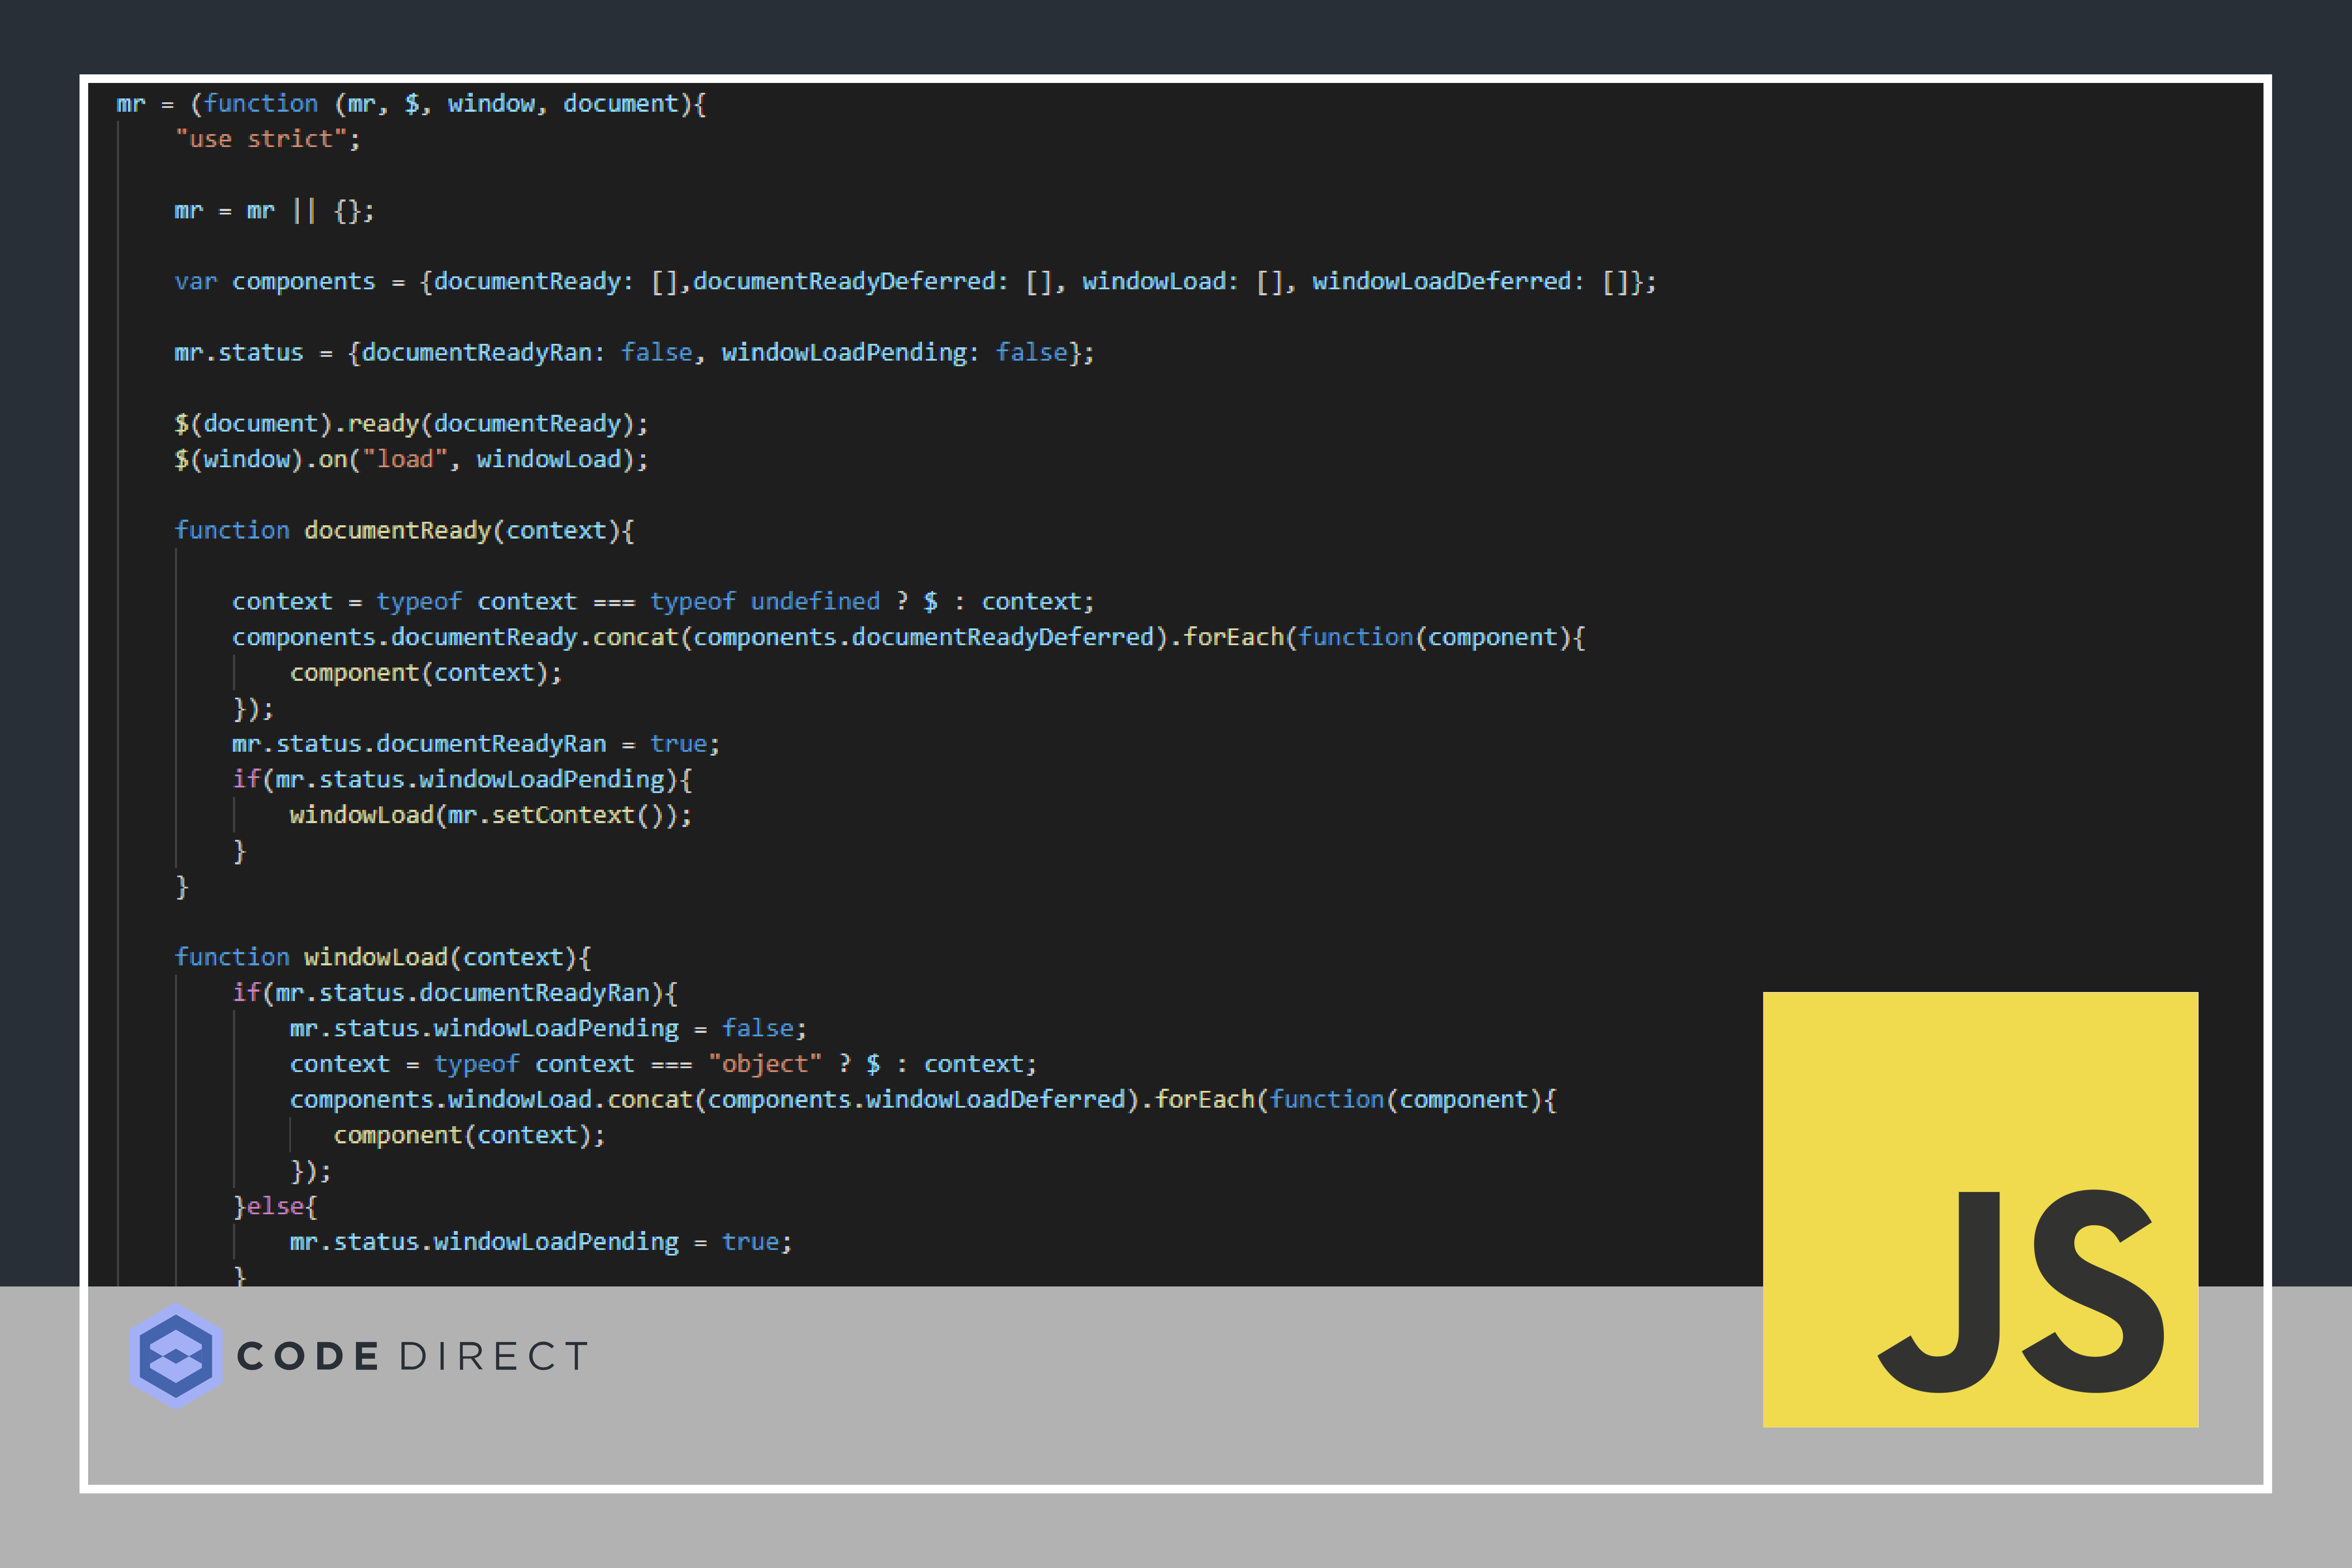 mr = (function (mr, $, window, document){
    "use strict";

    mr = mr || {};

    var components = {documentReady: [],documentReadyDeferred: [], windowLoad: [], windowLoadDeferred: []};

    mr.status = {documentReadyRan: false, windowLoadPending: false};

    $(document).ready(documentReady);
    $(window).on("load", windowLoad);

    function documentReady(context){

        context = typeof context === typeof undefined ? $ : context;
        components.documentReady.concat(components.documentReadyDeferred).forEach(function(component){
            component(context);
        });
        mr.status.documentReadyRan = true;
        if(mr.status.windowLoadPending){
            windowLoad(mr.setContext());
        }
    }

    function windowLoad(context){
        if(mr.status.documentReadyRan){
            mr.status.windowLoadPending = false;
            context = typeof context === "object" ? $ : context;
            components.windowLoad.concat(components.windowLoadDeferred).forEach(function(component){
               component(context);
            });
        }else{
            mr.status.windowLoadPending = true;
        }
CODE DIRECT
JS